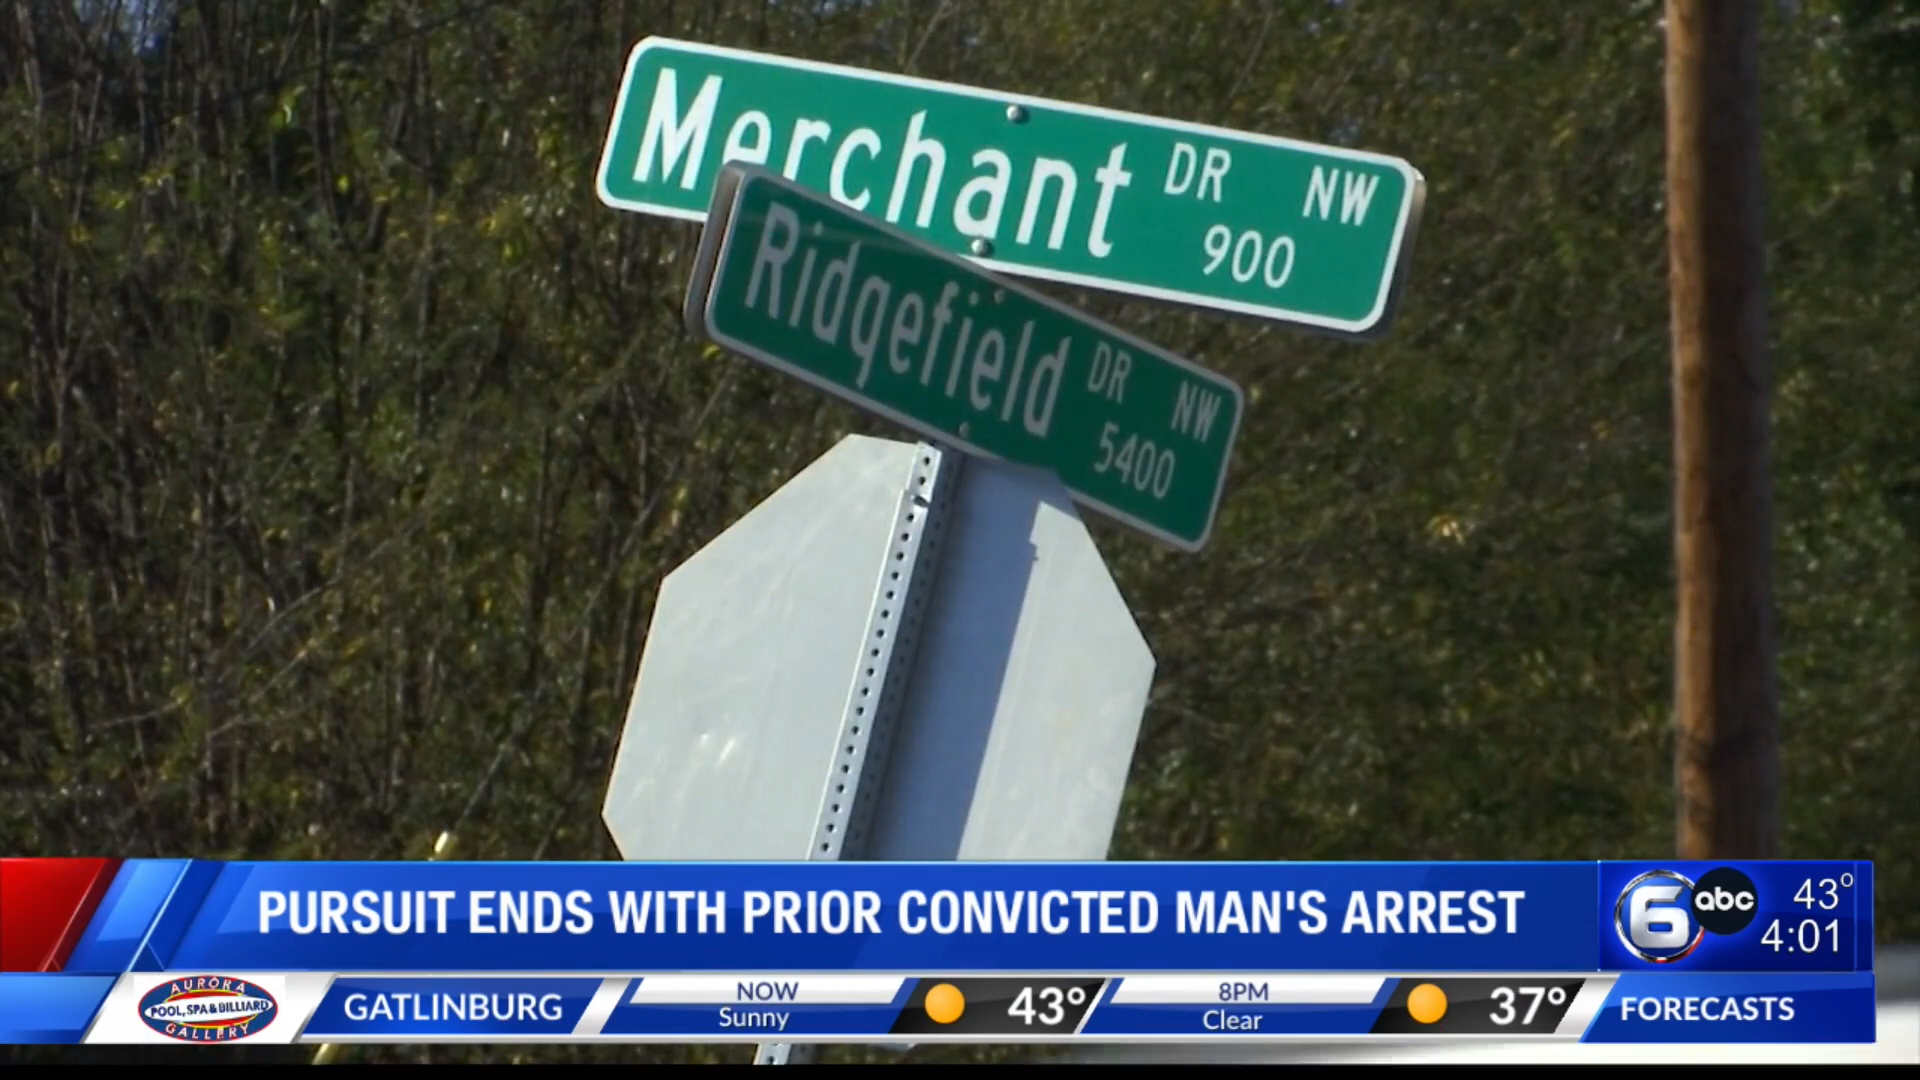 Merchant DR NW
900
Ridgefield DR NW
5400
PURSUIT ENDS WITH PRIOR CONVICTED MAN'S ARREST
6 abc
43°
4:01
AURORA
POOL, SPA & BILLIARD
GALLERY
GATLINBURG
NOW
Sunny
43°
8PM
Clear
37°
FORECASTS